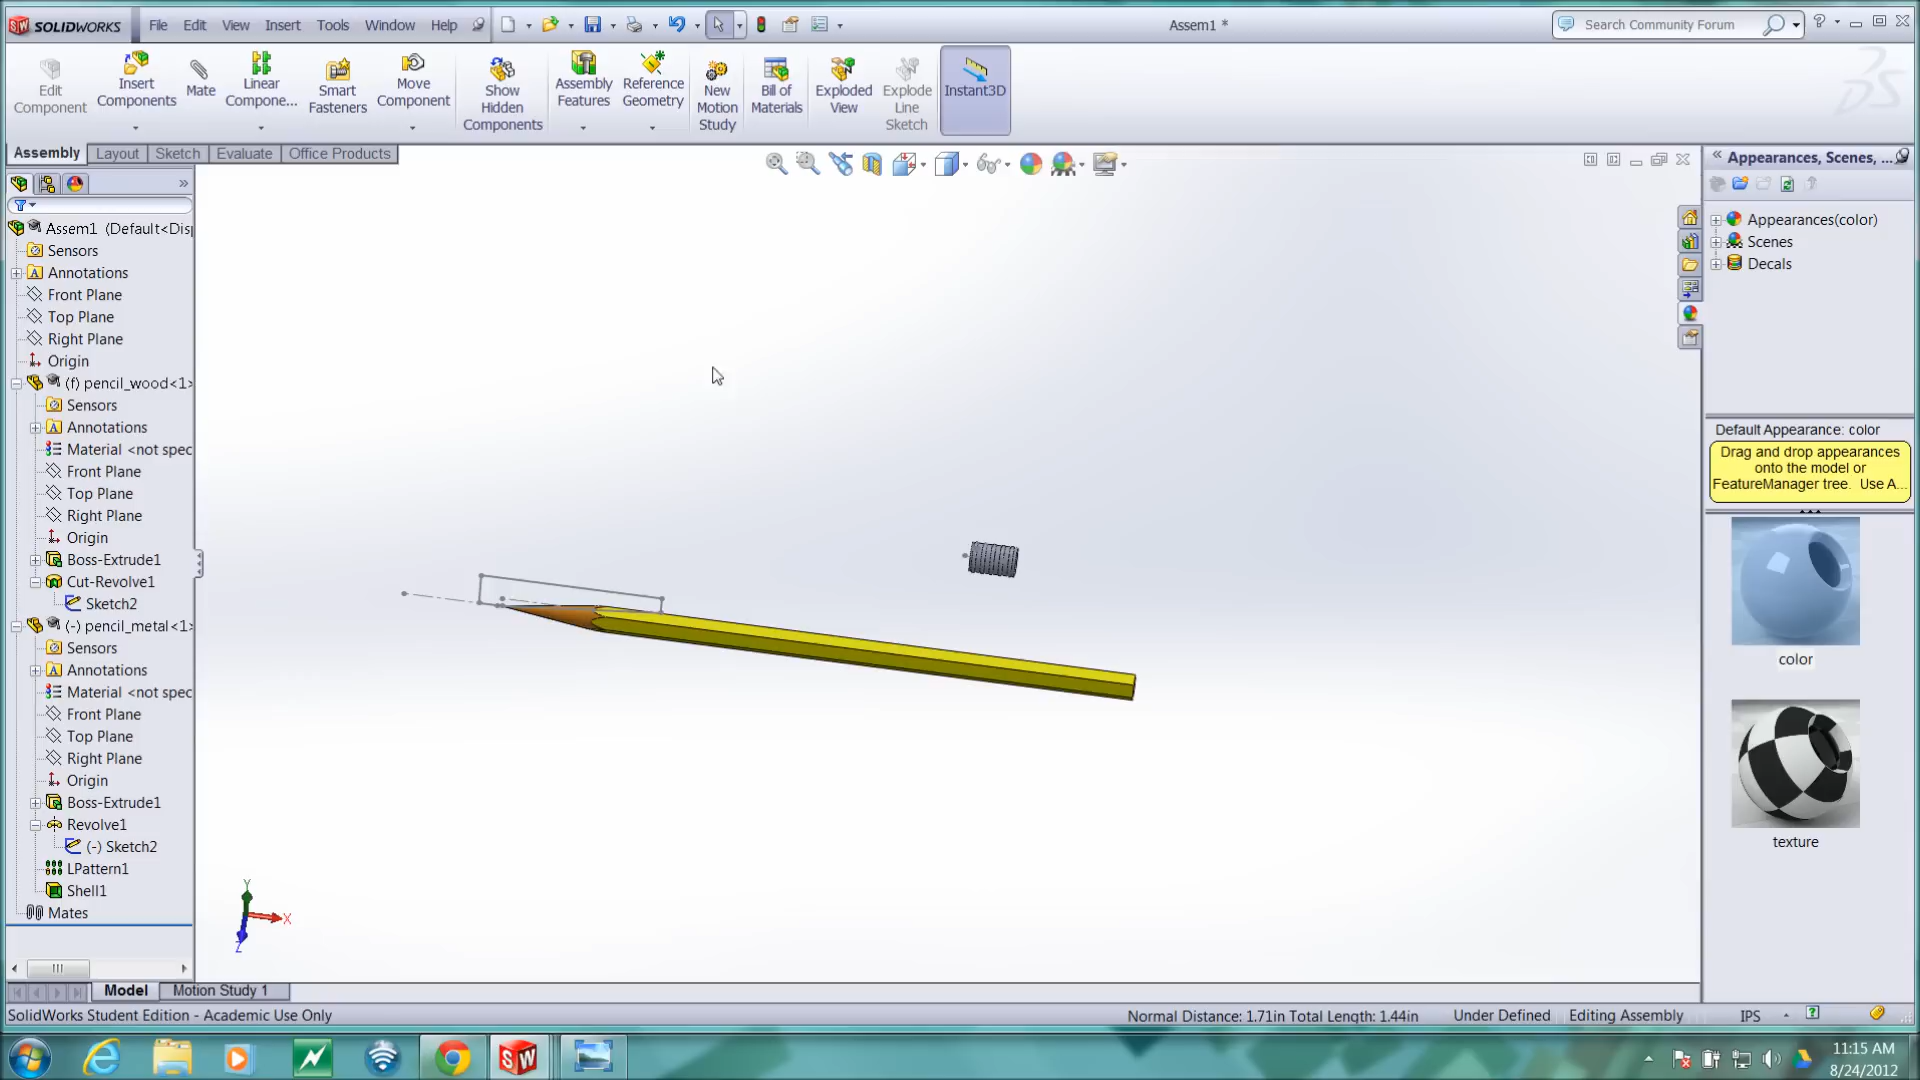 SOLIDWORKS File Edit View Insert Tools Window Help Assem1 * Search Community Forum
Edit Component
Insert Components
Mate
Linear Compone...
Smart Fasteners
Move Component
Show Hidden Components
Assembly Features
Reference Geometry
New Motion Study
Bill of Materials
Exploded View
Explode Line Sketch
Instant3D
Assembly Layout Sketch Evaluate Office Products
Assem1 (Default<Dis
Sensors
Annotations
Front Plane
Top Plane
Right Plane
Origin
(f) pencil_wood<1>
Sensors
Annotations
Material <not spec
Front Plane
Top Plane
Right Plane
Origin
Boss-Extrude1
Cut-Revolve1
Sketch2
(-) pencil_metal<1>
Sensors
Annotations
Material <not spec
Front Plane
Top Plane
Right Plane
Origin
Boss-Extrude1
Revolve1
(-) Sketch2
LPattern1
Shell1
Mates
Y
X
Z
Appearances, Scenes, ...
Appearances(color)
Scenes
Decals
Default Appearance: color
Drag and drop appearances
onto the model or
FeatureManager tree. Use A...
color
texture
Model Motion Study 1
SolidWorks Student Edition - Academic Use Only Normal Distance: 1.71in Total Length: 1.44in Under Defined Editing Assembly IPS
11:15 AM
8/24/2012